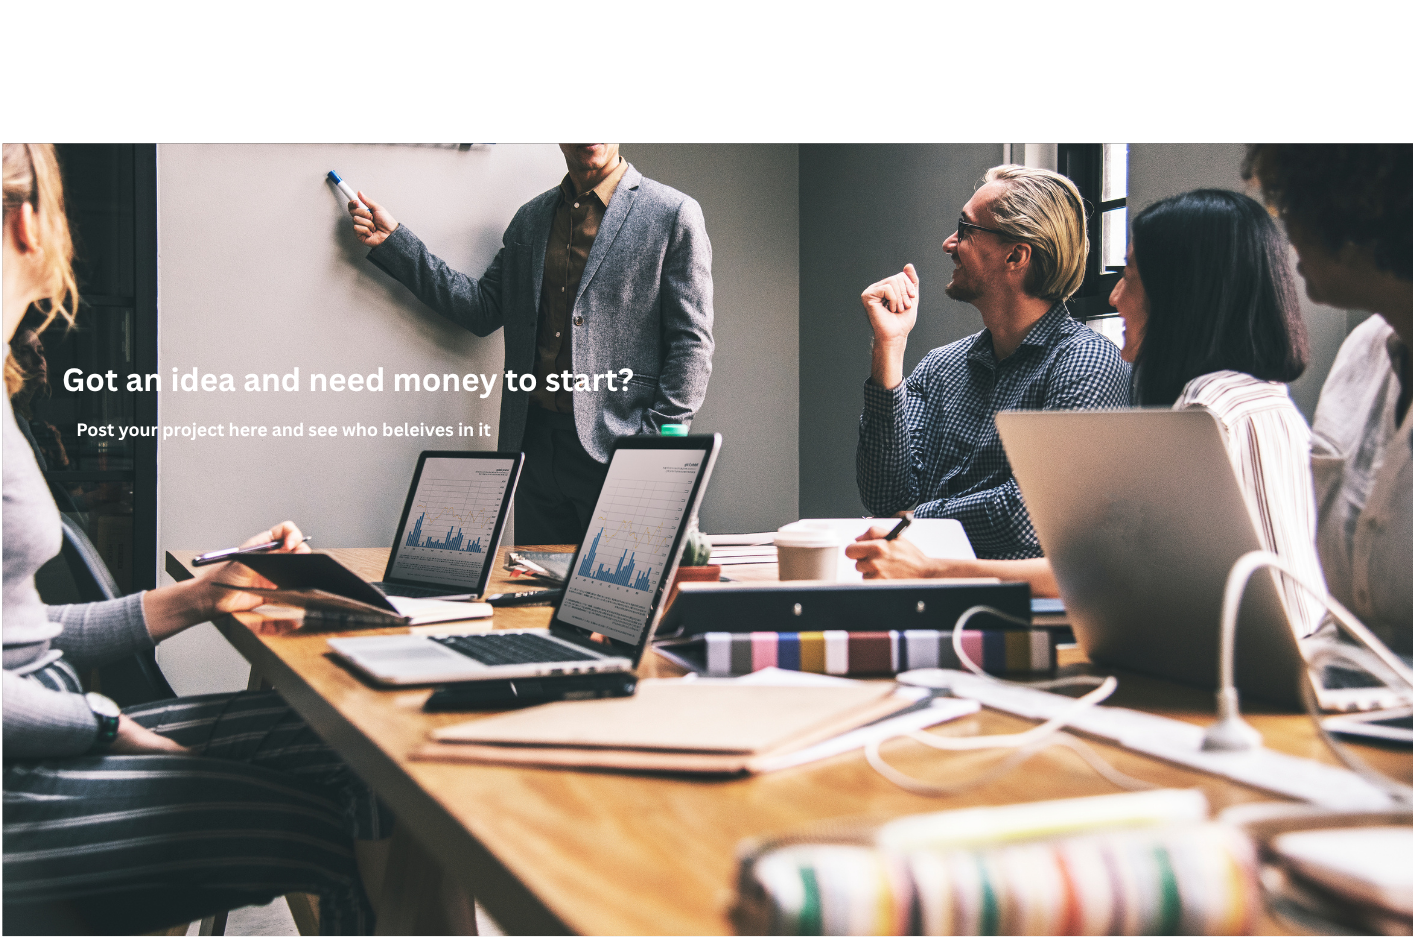 Got an idea and need money to start?
Post your project here and see who beleives in it